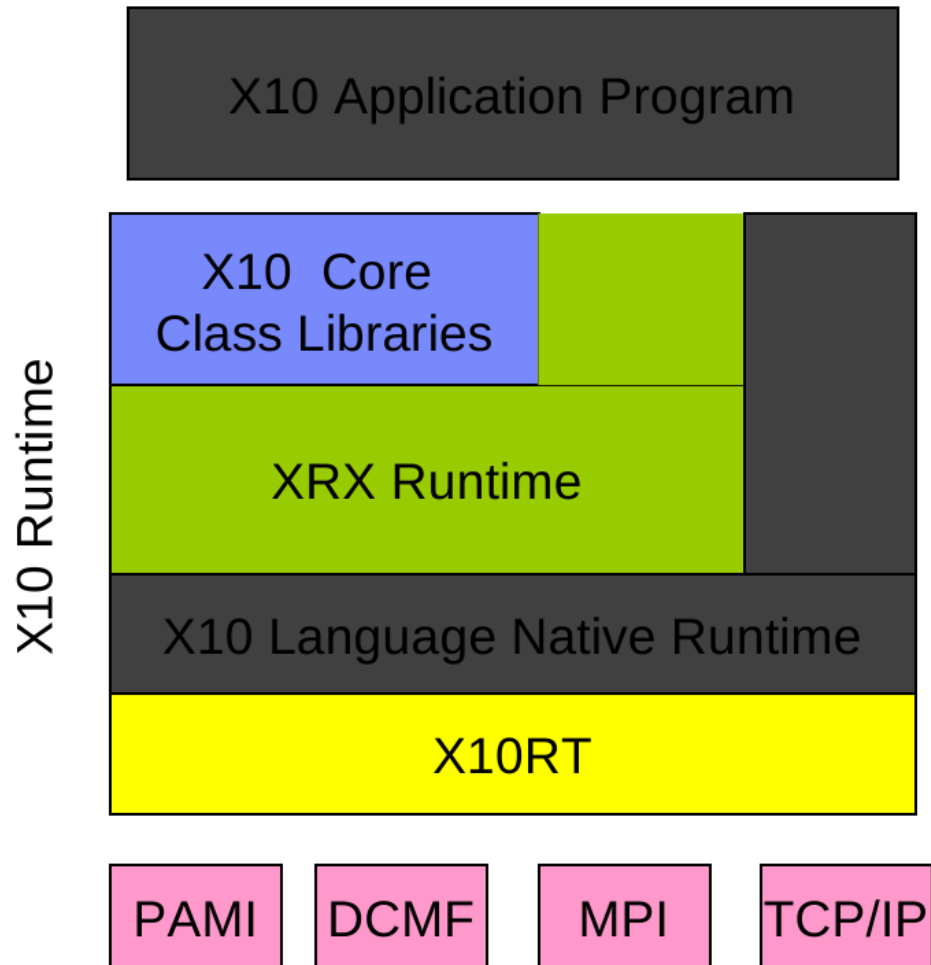 X10 Application Program
X10 Runtime
X10 Core
Class Libraries
XRX Runtime
X10 Language Native Runtime
X10RT
PAMI
DCMF
MPI
TCP/IP